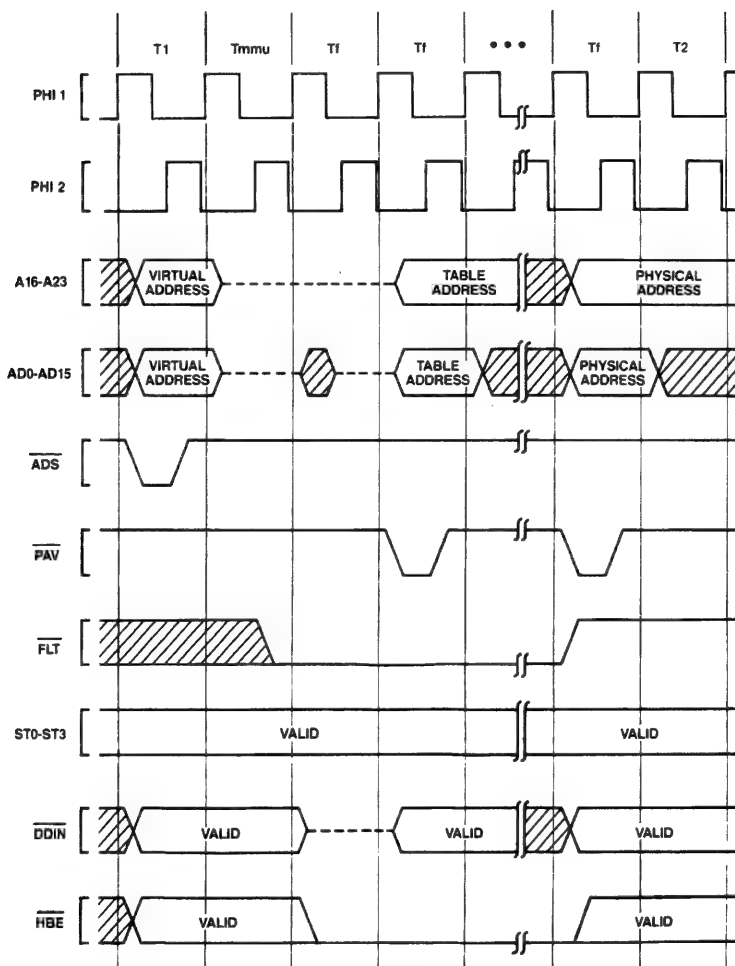 T1 Tmmu Tf Tf ••• Tf T2
PHI 1
PHI 2
A16-A23 VIRTUAL ADDRESS TABLE ADDRESS PHYSICAL ADDRESS
AD0-AD15 VIRTUAL ADDRESS TABLE ADDRESS PHYSICAL ADDRESS
ADS
PAV
FLT
ST0-ST3 VALID VALID
DDIN VALID VALID VALID
HBE VALID VALID